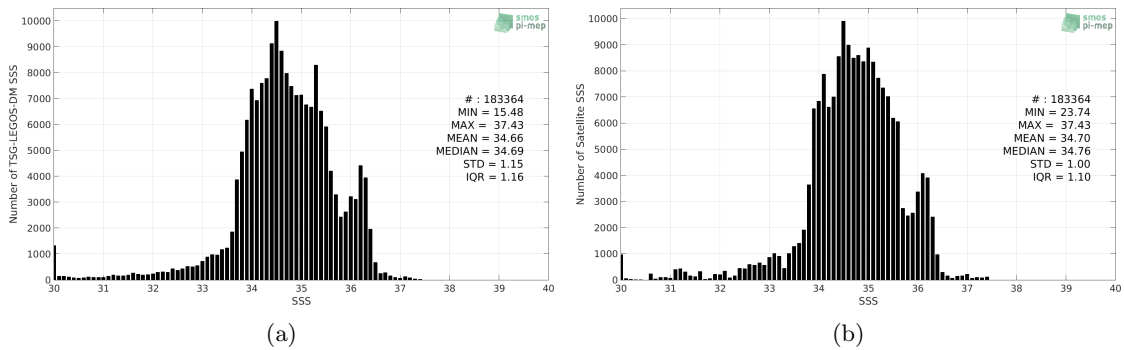 smos
pi-mep
Number of TSG-LEGOS-DM SSS
10000
9000
8000
7000
6000
5000
4000
3000
2000
1000
0
# : 183364
MIN = 15.48
MAX = 37.43
MEAN = 34.66
MEDIAN = 34.69
STD = 1.15
IQR = 1.16
30 31 32 33 34 35 36 37 38 39 40
SSS
(a)
smos
pi-mep
Number of Satellite SSS
10000
9000
8000
7000
6000
5000
4000
3000
2000
1000
0
# : 183364
MIN = 23.74
MAX = 37.43
MEAN = 34.70
MEDIAN = 34.76
STD = 1.00
IQR = 1.10
30 31 32 33 34 35 36 37 38 39 40
SSS
(b)